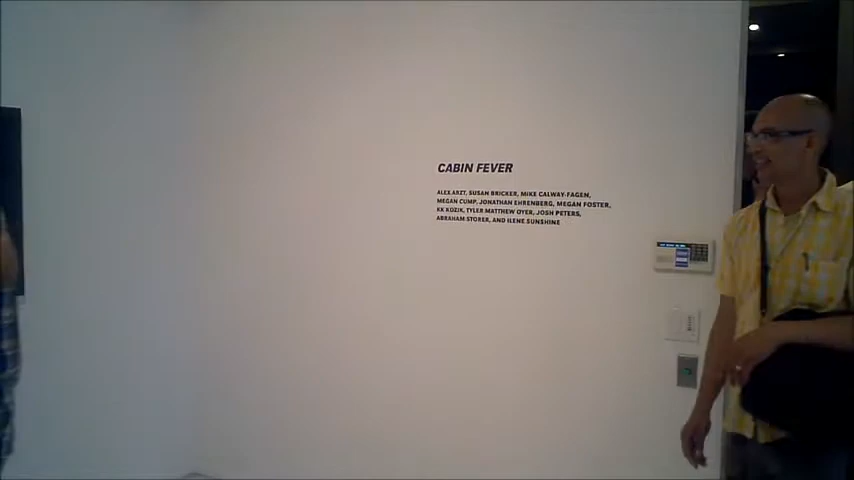 CABIN FEVER
ALEX ARZT, SUSAN BRICKER, MIKE CALWAY-FAGEN,
MEGAN CUMP, JONATHAN EHRENBERG, MEGAN FOSTER,
KK KOZIK, TYLER MATTHEW OYER, JOSH PETERS,
ABRAHAM STORER, AND ILENE SUNSHINE